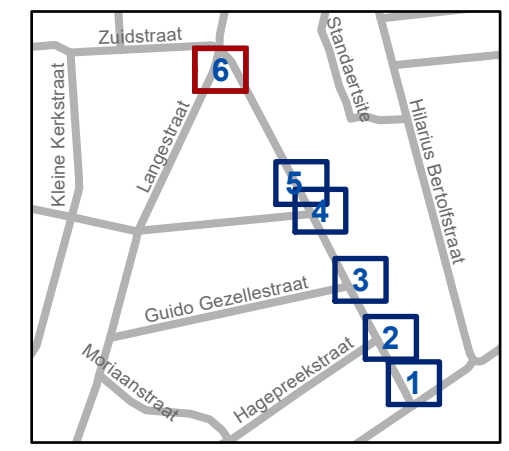 Zuidstraat
6
Standaertsite
Kleine Kerkstraat
Langestraat
Hilarius Bertolfstraat
5
4
3
Guido Gezellestraat
2
Moriaanstraat
Hagepreekstraat
1